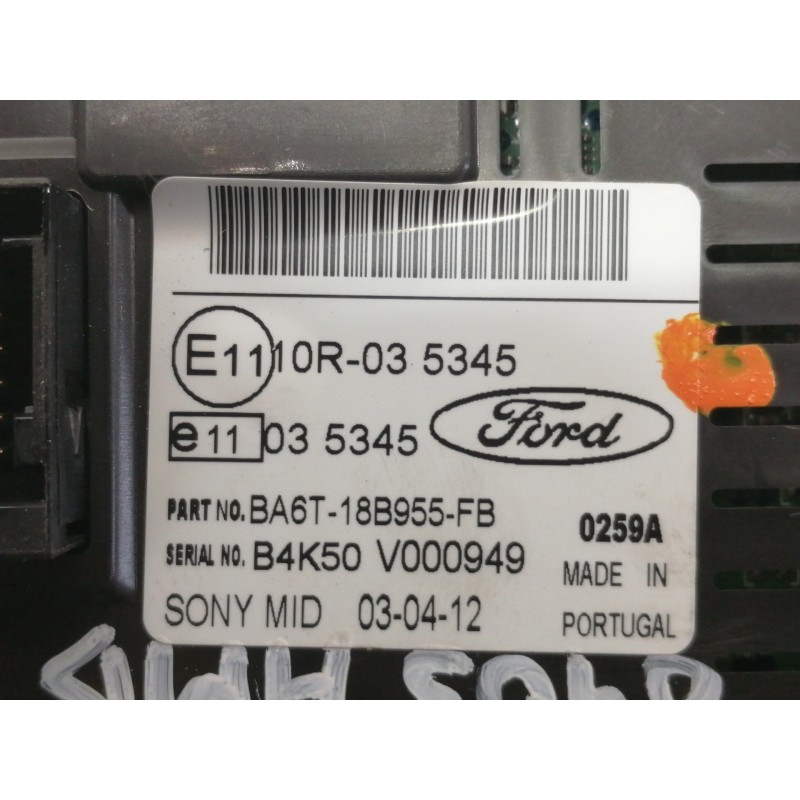 E11 10R-03 5345
e11 03 5345 Ford
PART NO. BA6T-18B955-FB 0259A
SERIAL NO. B4K50 V000949 MADE IN
SONY MID 03-04-12 PORTUGAL